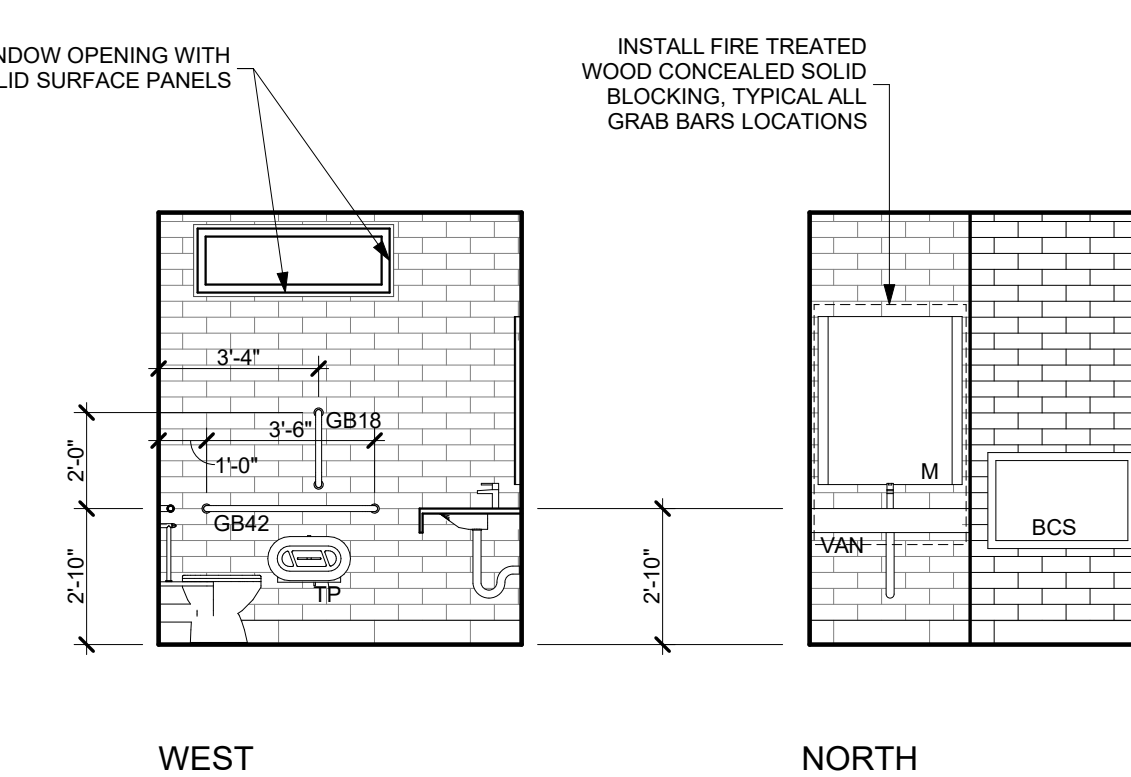 NDOW OPENING WITH
LID SURFACE PANELS
INSTALL FIRE TREATED
WOOD CONCEALED SOLID
BLOCKING, TYPICAL ALL
GRAB BARS LOCATIONS
3'-4"
GB18
3'-6"
1'-0"
2'-0"
GB42
2'-10"
TP
2'-10"
M
VAN
BCS
WEST
NORTH